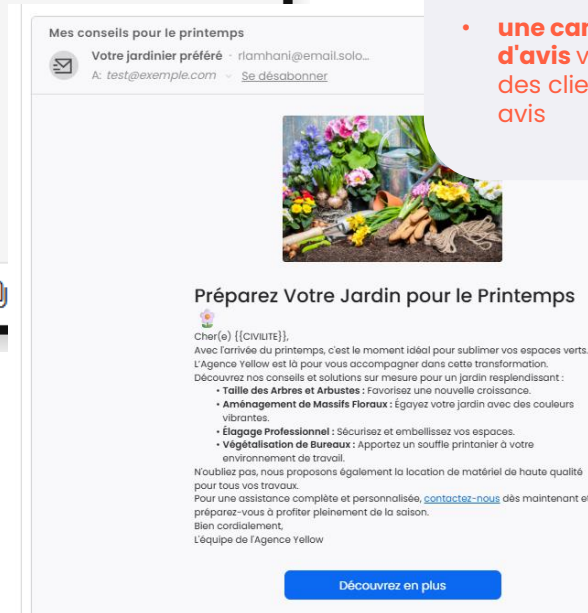 Mes conseils pour le printemps
Votre jardinier préféré · rlamhani@email.solo...
À: test@exemple.com Se désabonner
• une
d'avis
des
avis
Préparez Votre Jardin pour le Printemps
Cher(e) {{CIVILITE}},
Avec l'arrivée du printemps, c'est le moment idéal pour sublimer vos espaces verts.
L'Agence Yellow est là pour vous accompagner dans cette transformation.
Découvrez nos conseils et solutions sur mesure pour un jardin resplendissant :
• Taille des Arbres et Arbustes : Favorisez une nouvelle croissance.
• Aménagement de Massifs Floraux : Égayez votre jardin avec des couleurs
vibrantes.
• Élagage Professionnel : Sécurisez et embellissez vos espaces.
• Végétalisation de Bureaux : Apportez un souffle printanier à votre
environnement de travail.
N'oubliez pas, nous proposons également la location de matériel de haute qualité
pour tous vos travaux.
Pour une assistance complète et personnalisée, contactez-nous dès maintenant et
préparez-vous à profiter pleinement de la saison.
Bien cordialement,
L'équipe de l'Agence Yellow
Découvrez en plus